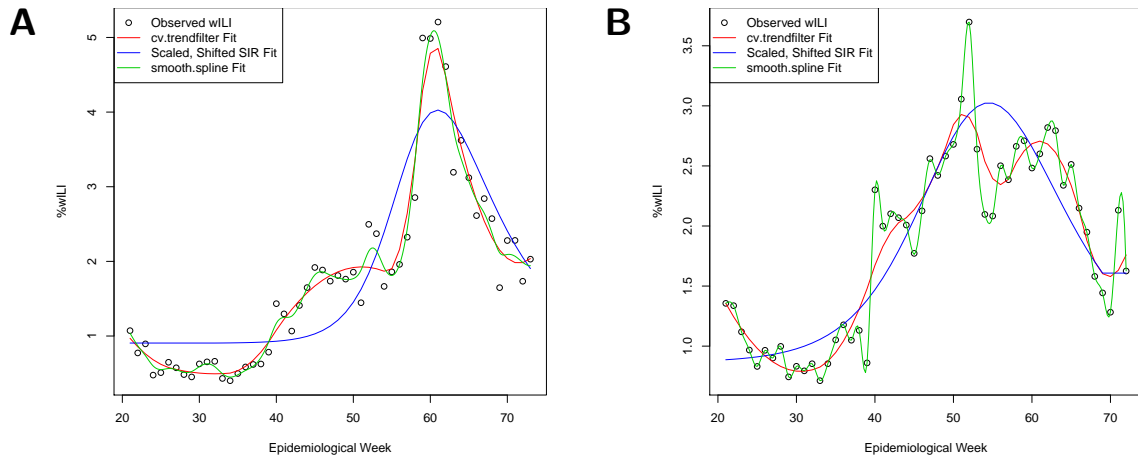 A
Observed wILI
cv.trendfilter Fit
Scaled, Shifted SIR Fit
smooth.spline Fit
%wILI
1
2
3
4
5
20 30 40 50 60 70
Epidemiological Week
B
Observed wILI
cv.trendfilter Fit
Scaled, Shifted SIR Fit
smooth.spline Fit
%wILI
1.0
1.5
2.0
2.5
3.0
3.5
20 30 40 50 60 70
Epidemiological Week